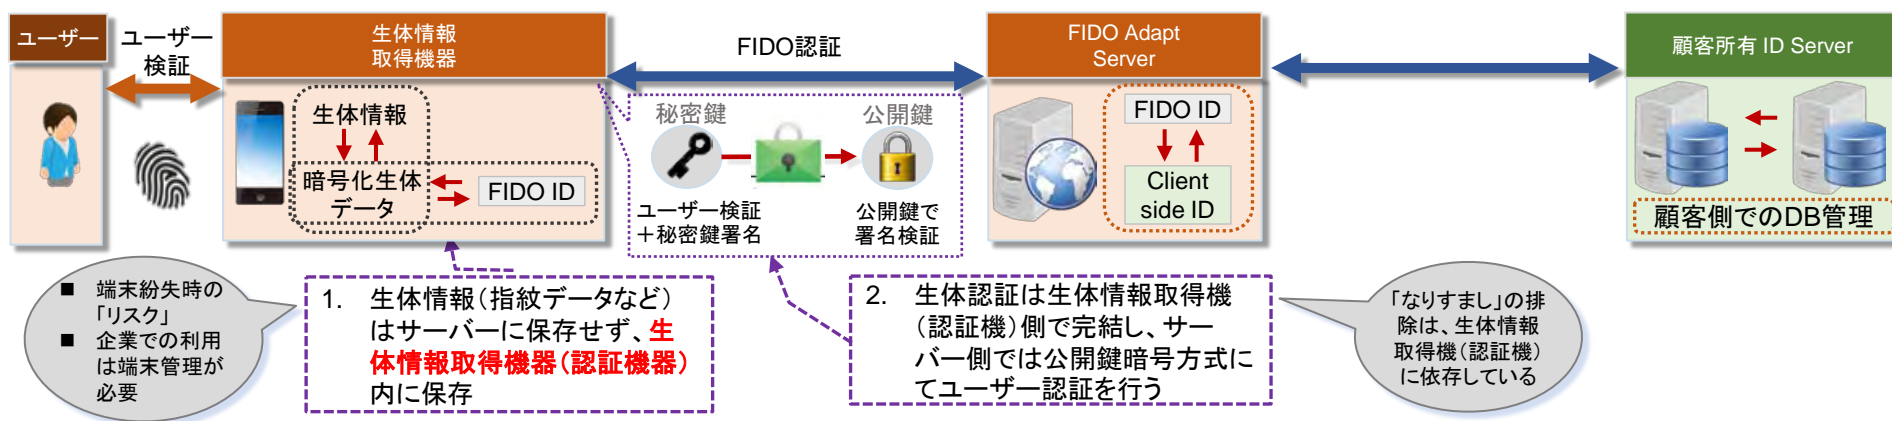 ユーザー
ユーザー
検証
生体情報
取得機器
生体情報
暗号化生体
データ
FIDO ID
FIDO認証
秘密鍵
公開鍵
ユーザー検証
＋秘密鍵署名
公開鍵で
署名検証
FIDO Adapt
Server
FIDO ID
Client
side ID
顧客所有 ID Server
顧客側でのDB管理
■ 端末紛失時の
「リスク」
■ 企業での利用
は端末管理が
必要
1. 生体情報（指紋データなど）
はサーバーに保存せず、生
体情報取得機器（認証機器）
内に保存
2. 生体認証は生体情報取得機
（認証機）側で完結し、サー
バー側では公開鍵暗号方式に
てユーザー認証を行う
「なりすまし」の排
除は、生体情報
取得機（認証機）
に依存している